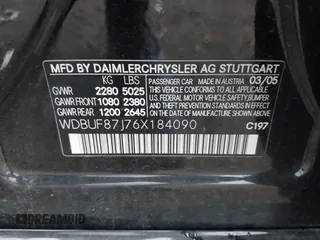 MFD BY DAIMLERCHRYSLER AG STUTTGART
KG LBS MADE IN AUSTRIA 03/05
GVWR 2280 5025
GAWR FRONT 1080 2380
GAWR REAR 1200 2645
THIS VEHICLE CONFORMS TO ALL APPLICABLE
U.S. FEDERAL MOTOR VEHICLE SAFETY, BUMPER
AND THEFT PREVENTION STANDARDS IN EFFECT
ON THE DATE OF MANUFACTURE SHOWN ABOVE
WDBUF87J76X184090
C197
DREAMBID